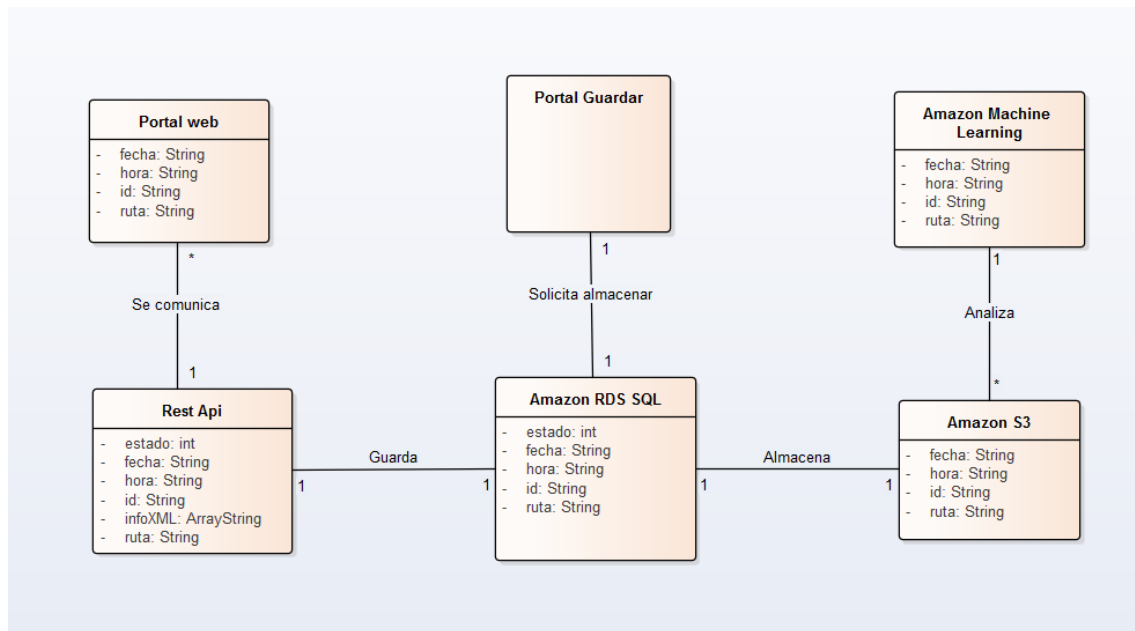 Portal web
- fecha: String
- hora: String
- id: String
- ruta: String
*
Se comunica
1
Rest Api
- estado: int
- fecha: String
- hora: String
- id: String
- infoXML: ArrayString
- ruta: String
1
Guarda
1
Portal Guardar
1
Solicita almacenar
1
Amazon RDS SQL
- estado: int
- fecha: String
- hora: String
- id: String
- ruta: String
1
Almacena
1
Amazon Machine
Learning
- fecha: String
- hora: String
- id: String
- ruta: String
1
Analiza
*
Amazon S3
- fecha: String
- hora: String
- id: String
- ruta: String